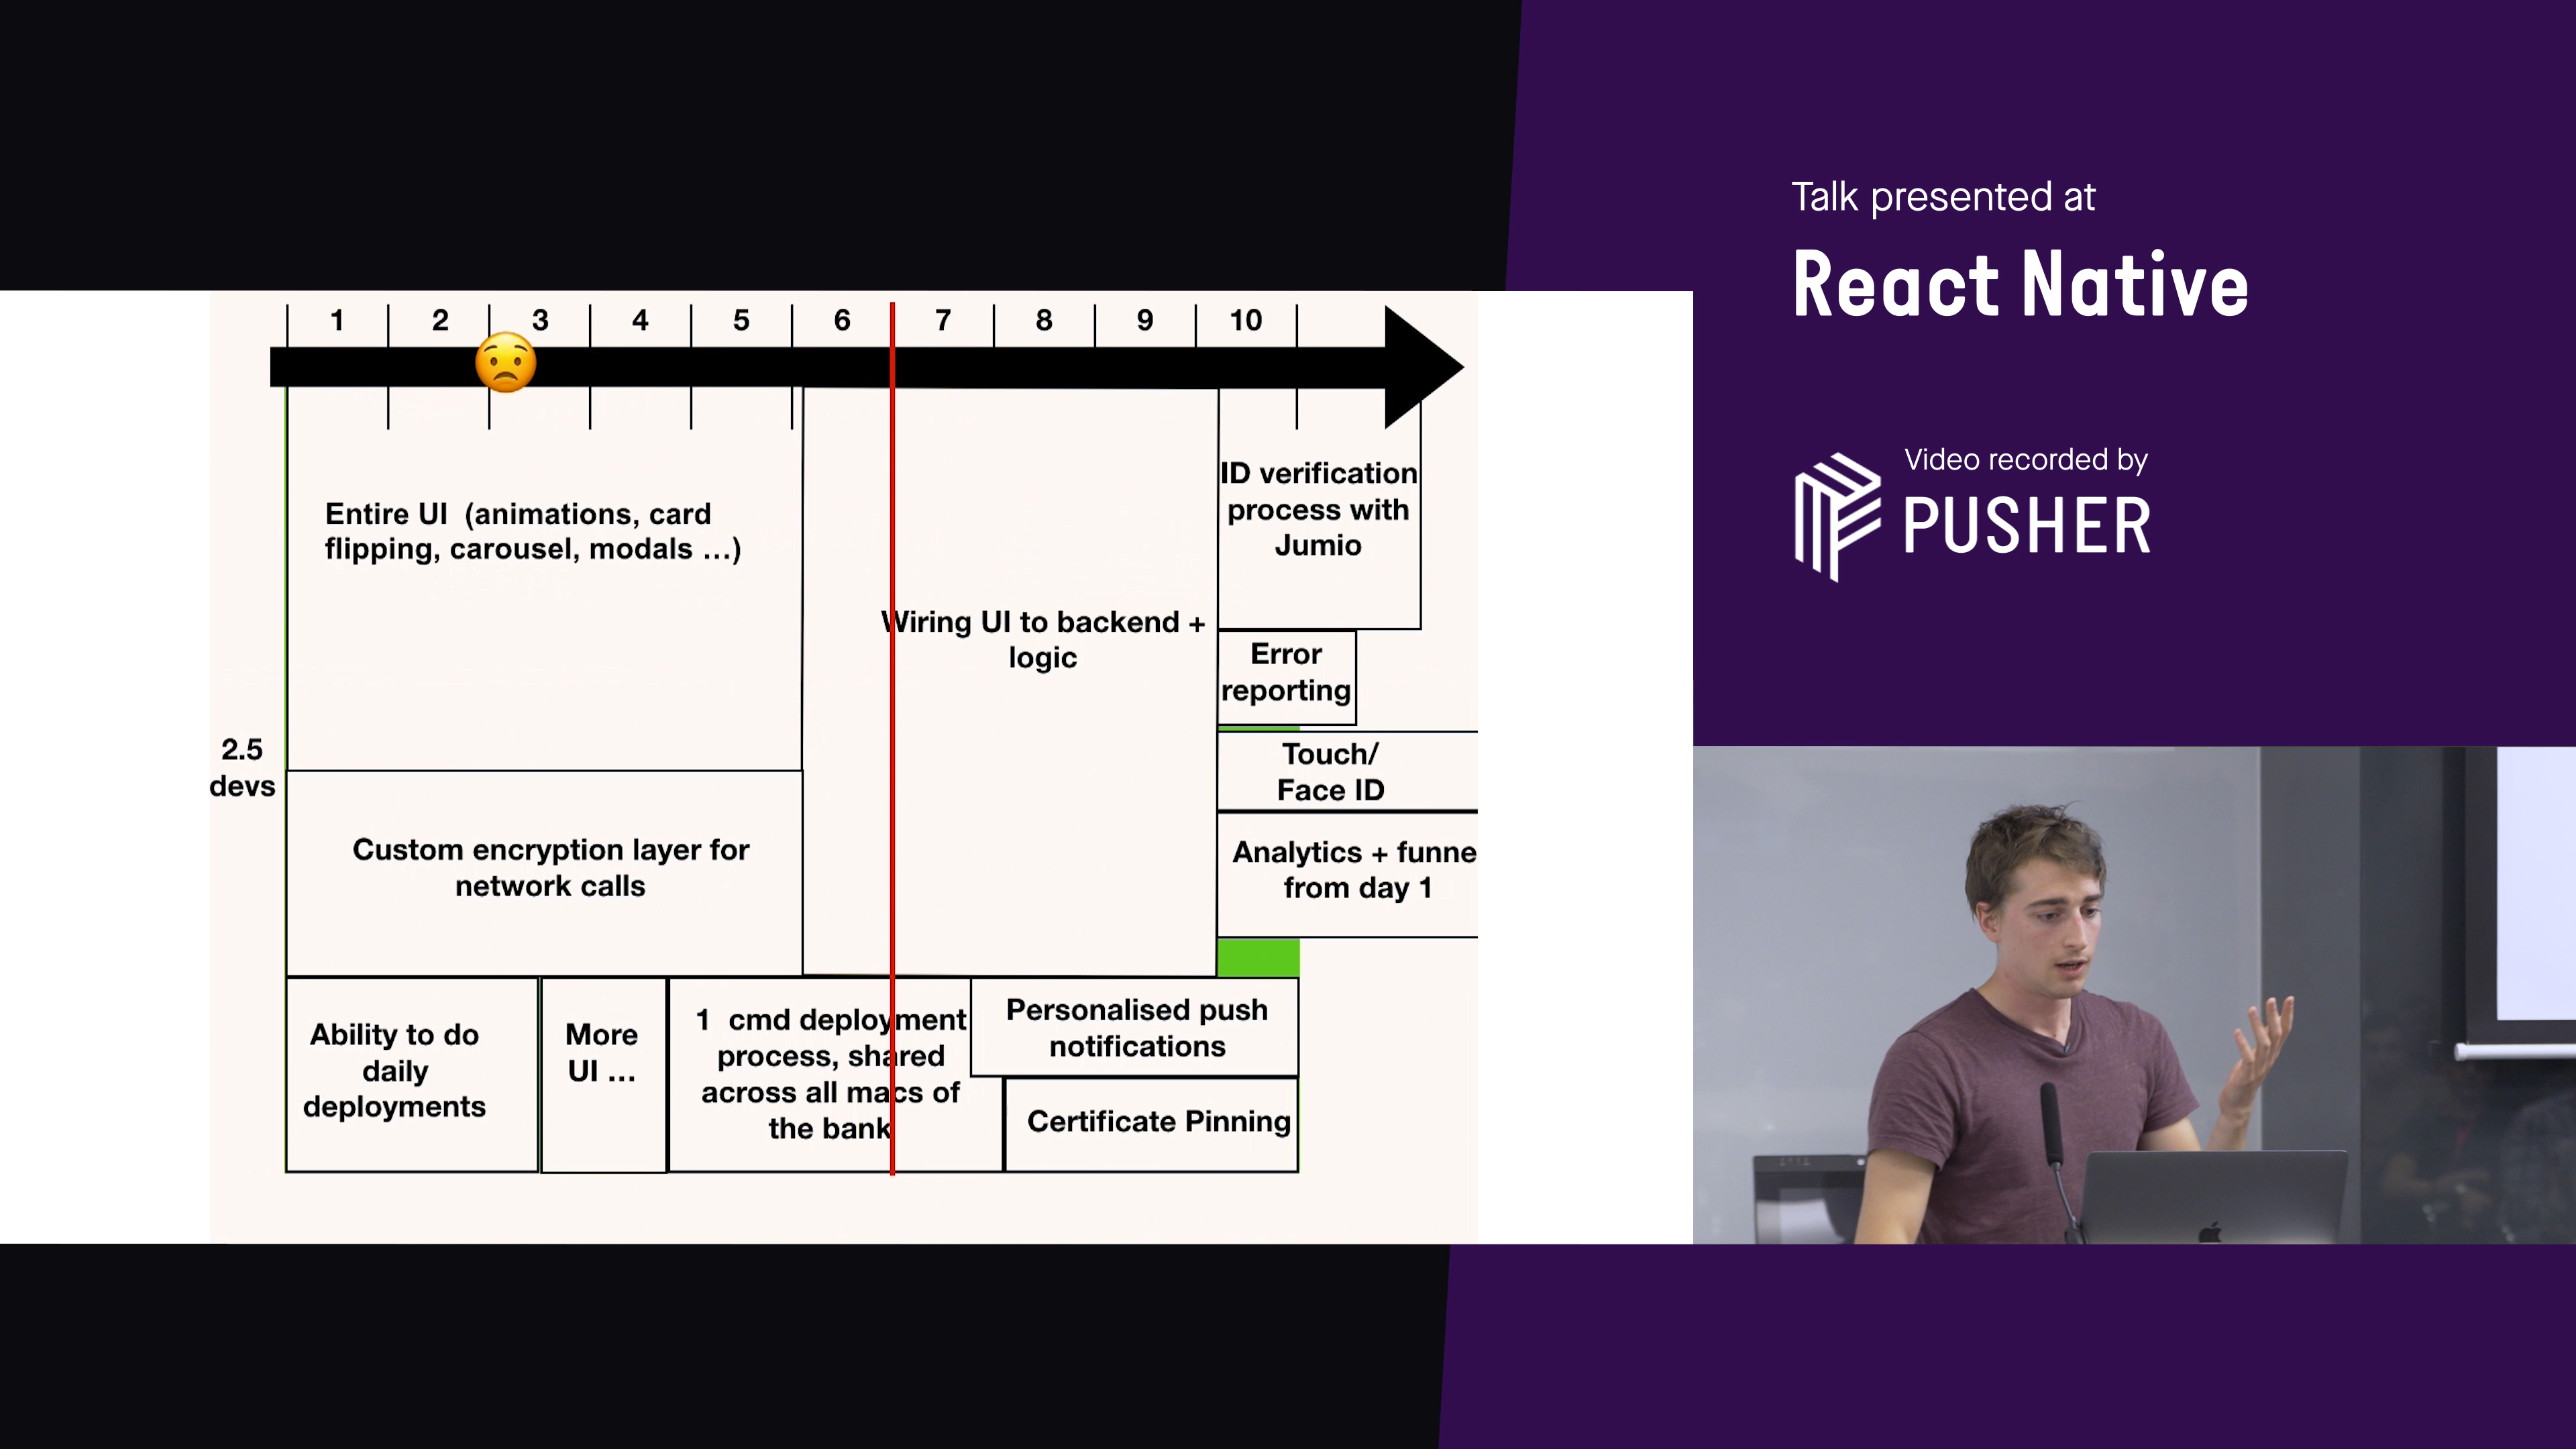 1 2 3 4 5 6 7 8 9 10
Entire UI (animations, card
flipping, carousel, modals ...)
Wiring UI to backend +
logic
ID verification
process with
Jumio
Error
reporting
2.5
devs
Touch/
Face ID
Custom encryption layer for
network calls
Analytics + funne
from day 1
Ability to do
daily
deployments
More
UI ...
1 cmd deployment
process, shared
across all macs of
the bank
Personalised push
notifications
Certificate Pinning
Talk presented at
React Native
Video recorded by
PUSHER